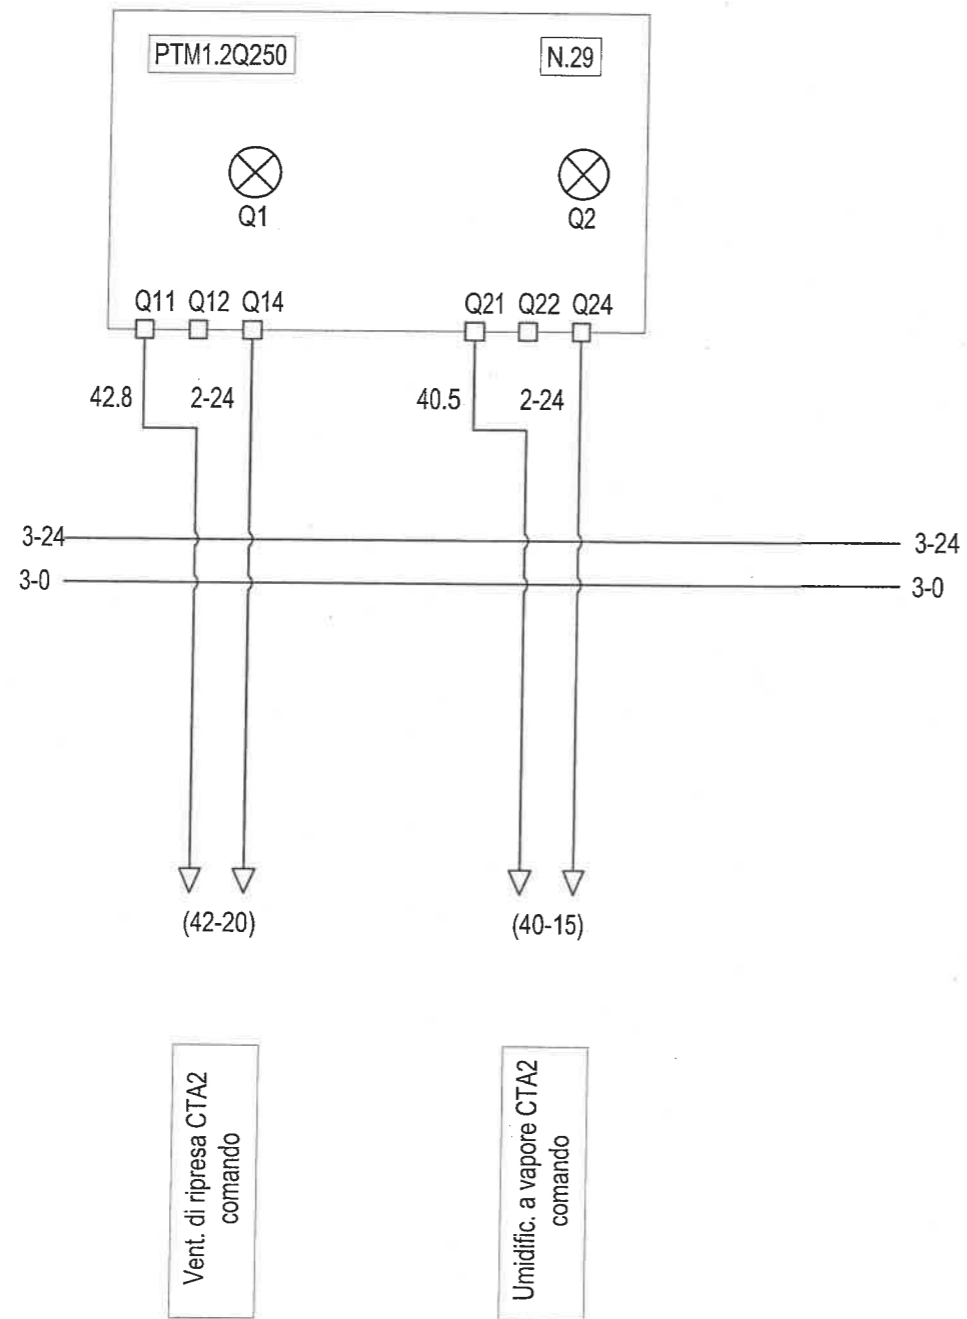 PTM1.2Q250
N.29
Q1
Q2
Q11 Q12 Q14
Q21 Q22 Q24
42.8
2-24
40.5
2-24
3-24
3-24
3-0
3-0
(42-20)
(40-15)
Vent. di ripresa CTA2
comando
Umidific. a vapore CTA2
comando